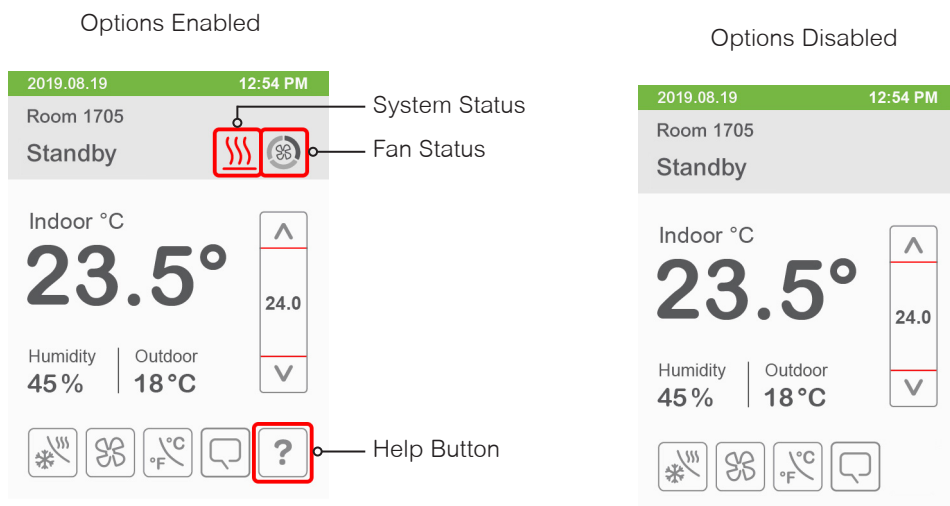 Options Enabled
2019.08.19 12:54 PM
Room 1705
Standby
System Status
Fan Status
Indoor °C
23.5°
24.0
Humidity Outdoor
45% 18°C
°C
°F
?
Help Button
Options Disabled
2019.08.19 12:54 PM
Room 1705
Standby
Indoor °C
23.5°
24.0
Humidity Outdoor
45% 18°C
°C
°F